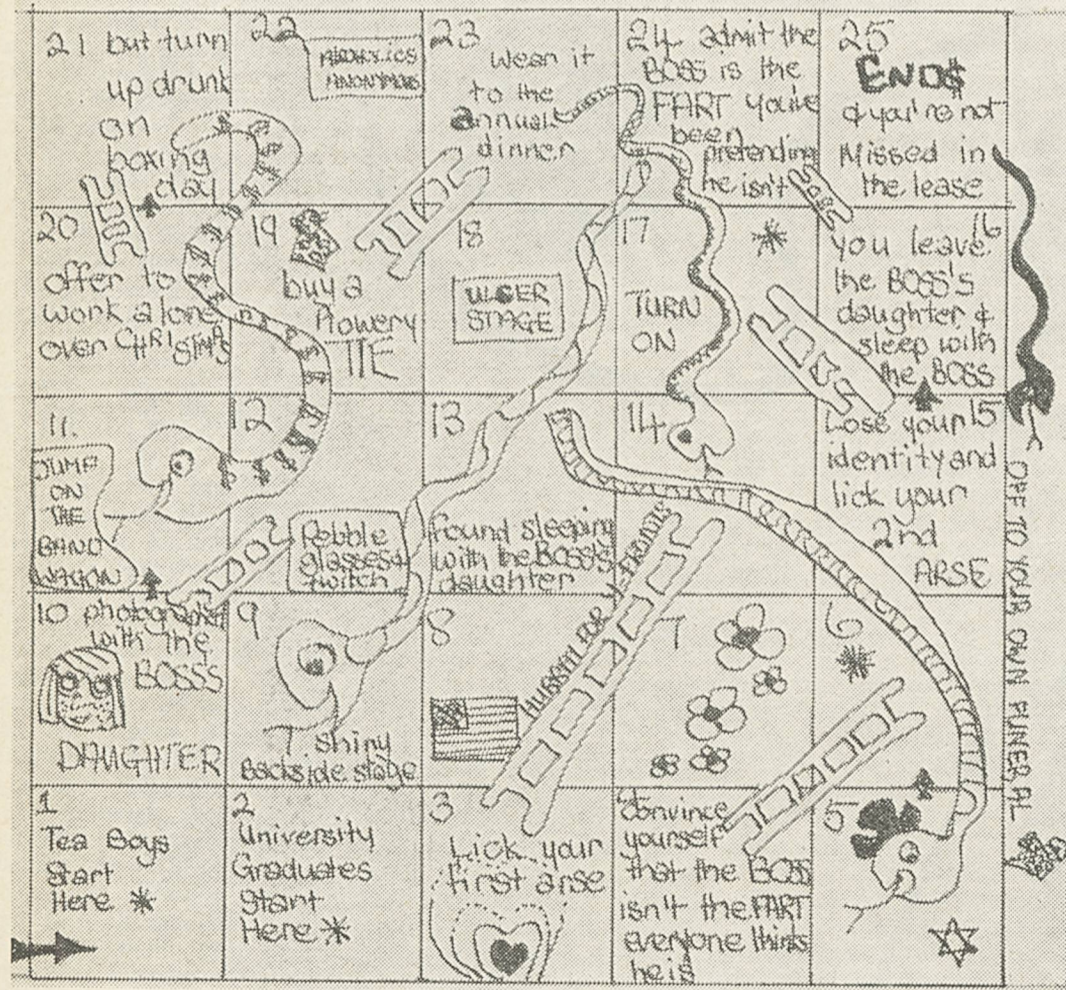 21 but turn
up drunk
on
boxing
day
22
ANONYMOUS
23
wear it
to the
annual
dinner
24 admit the
BOSS is the
FART you've
been
pretending
he isn't
25
END$
& you're not
Missed in
the lease
20
offer to
work alone
over CHRISTMAS
19
buy a
flowery
TIE
18
ULCER
STAGE
17
TURN
ON
16
you leave
the BOSS's
daughter &
sleep with
the BOSS
11.
JUMP
ON
THE
BAND
WAGON
12
Pebble
glasses &
twitch
13
Found sleeping
with the BOSS's
daughter
14
15
Lose your
identity and
lick your
2nd
ARSE
10 photographed
with the
BOSS'S
DAUGHTER
9
T. shiny
Backside stage
8
HURRAH FOR Y-FRONTS
7
6
1
Tea Boys
Start
Here *
2
University
Graduates
Start
Here *
3
Lick your
first arse
Convince
yourself
that the BOSS
isn't the FART
everyone thinks
he is
5
OFF TO YOUR OWN FUNERAL